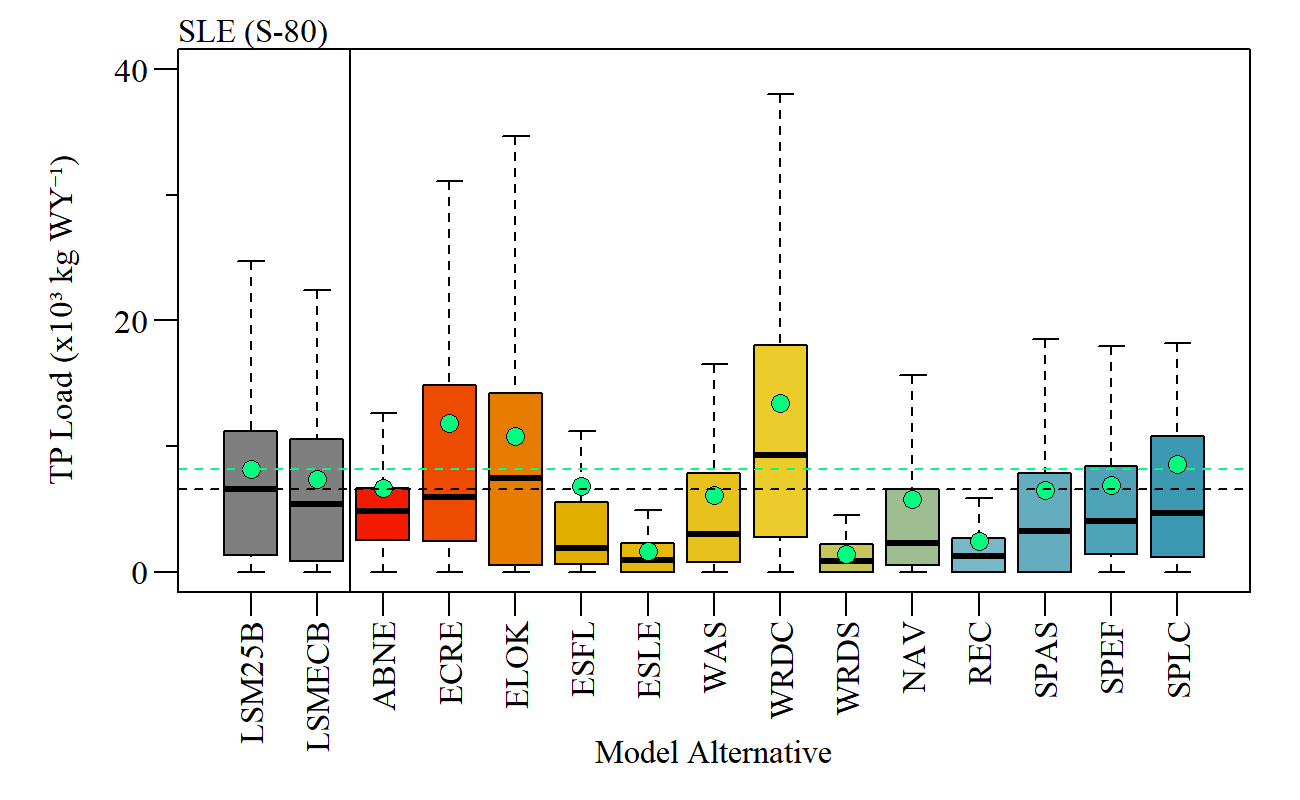 SLE (S-80)
40
20
0
TP Load (x10³ kg WY⁻¹)
LSM25B
LSMECB
ABNE
ECRE
ELOK
ESFL
ESLE
WAS
WRDC
WRDS
NAV
REC
SPAS
SPEF
SPLC
Model Alternative